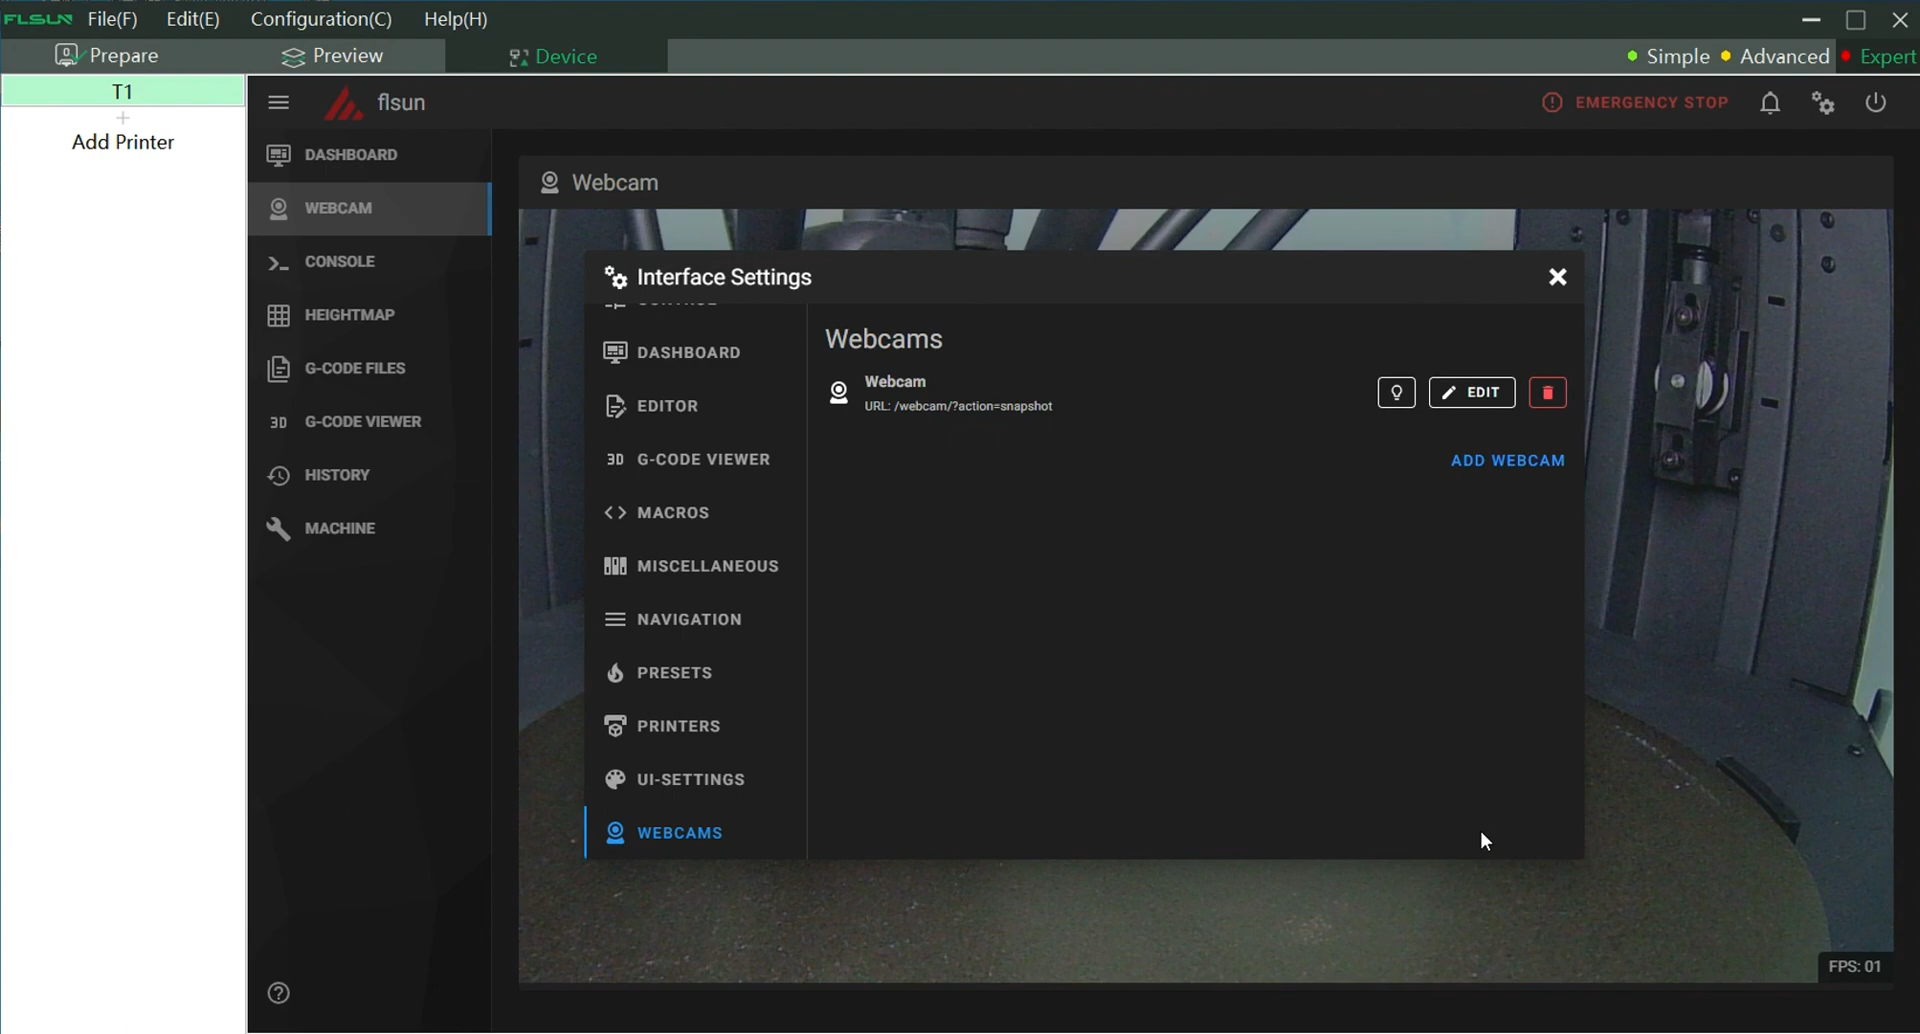 FLSUN File(F) Edit(E) Configuration(C) Help(H)
Prepare Preview Device Simple Advanced Expert
T1
Add Printer
flsun EMERGENCY STOP
DASHBOARD
WEBCAM
CONSOLE
HEIGHTMAP
G-CODE FILES
3D G-CODE VIEWER
HISTORY
MACHINE
Webcam
Interface Settings
DASHBOARD
EDITOR
3D G-CODE VIEWER
MACROS
MISCELLANEOUS
NAVIGATION
PRESETS
PRINTERS
UI-SETTINGS
WEBCAMS
Webcams
Webcam
URL: /webcam/?action=snapshot
EDIT
ADD WEBCAM
FPS: 01